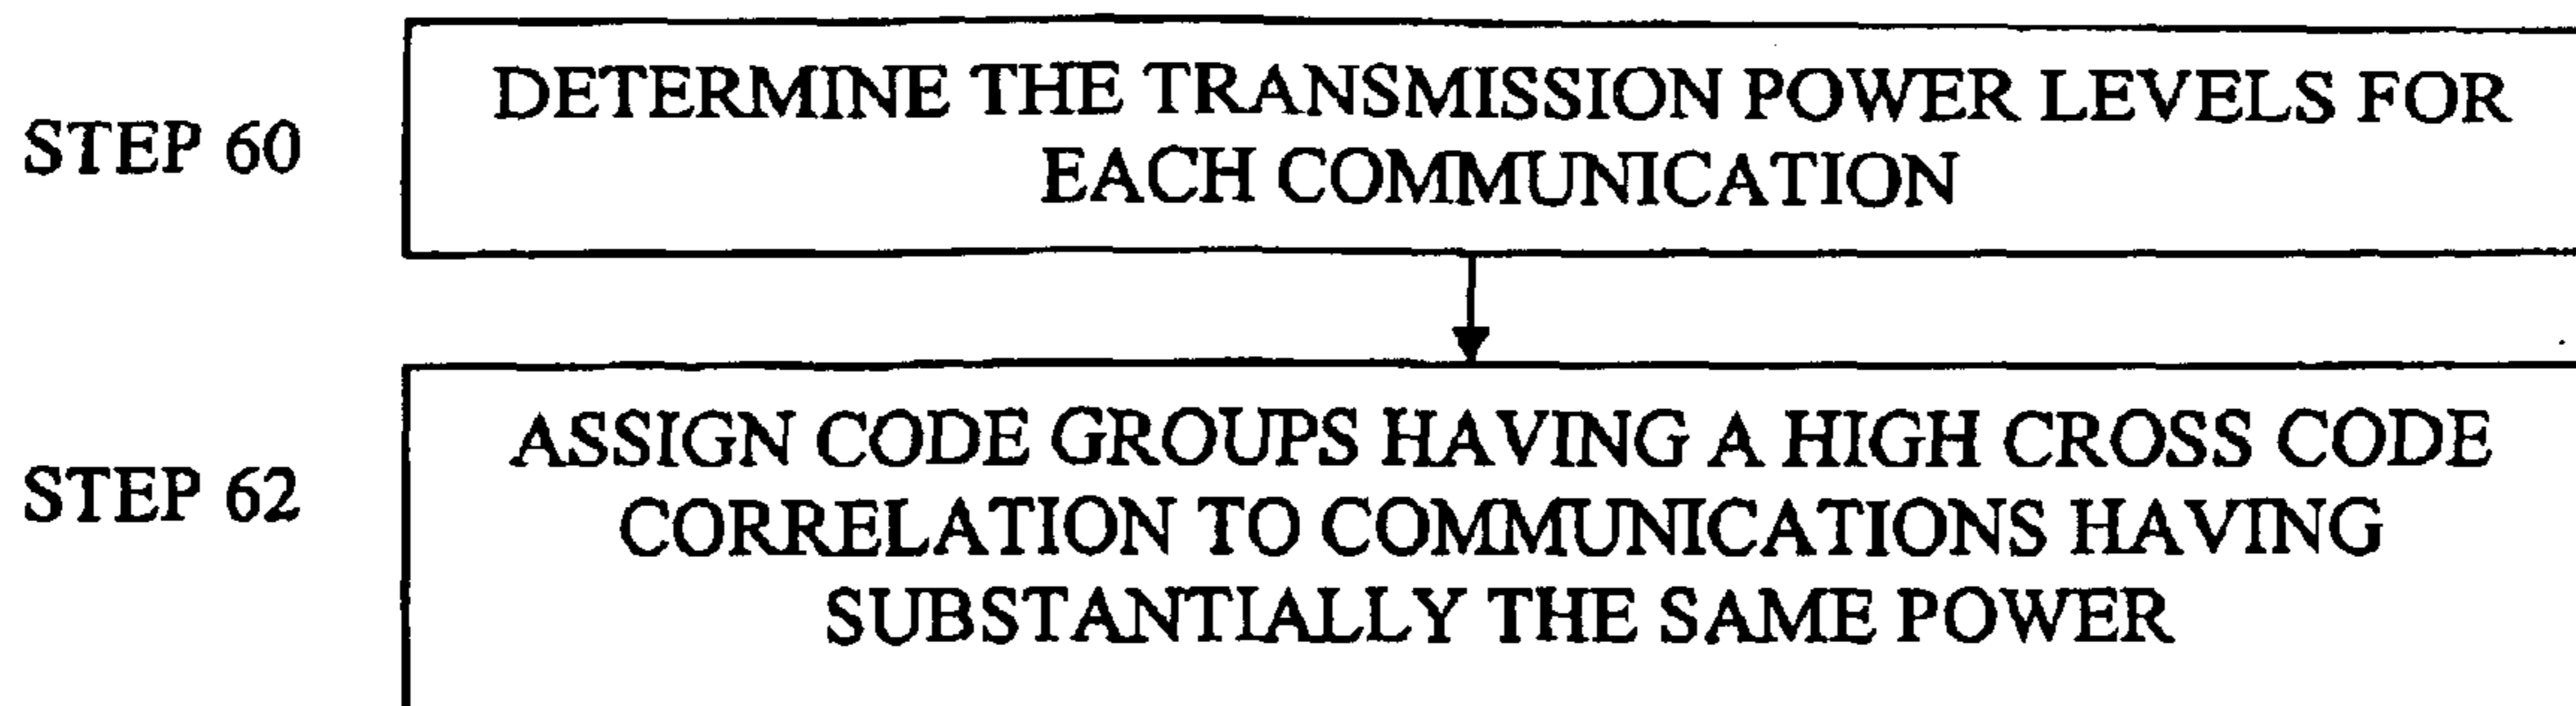 STEP 60
DETERMINE THE TRANSMISSION POWER LEVELS FOR
EACH COMMUNICATION
STEP 62
ASSIGN CODE GROUPS HAVING A HIGH CROSS CODE
CORRELATION TO COMMUNICATIONS HAVING
SUBSTANTIALLY THE SAME POWER